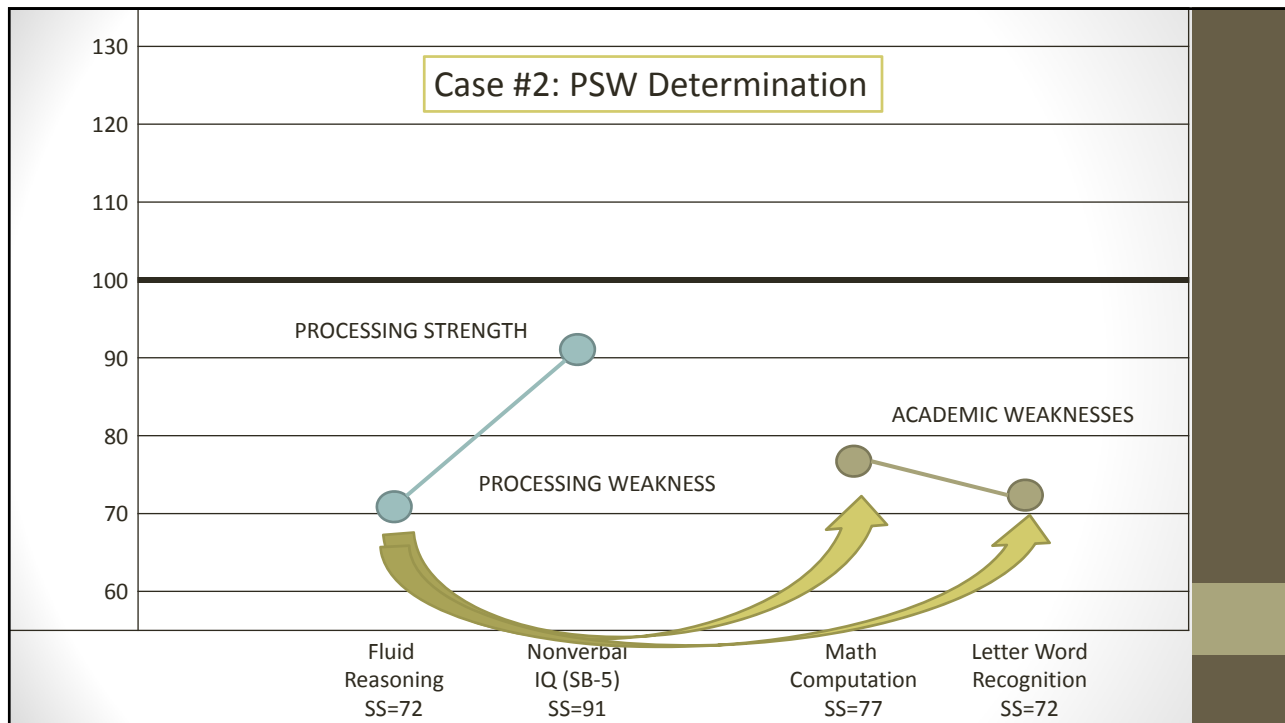 Case #2: PSW Determination
130
120
110
100
90
80
70
60
PROCESSING STRENGTH
ACADEMIC WEAKNESSES
PROCESSING WEAKNESS
Fluid
Reasoning
SS=72
Nonverbal
IQ (SB-5)
SS=91
Math
Computation
SS=77
Letter Word
Recognition
SS=72